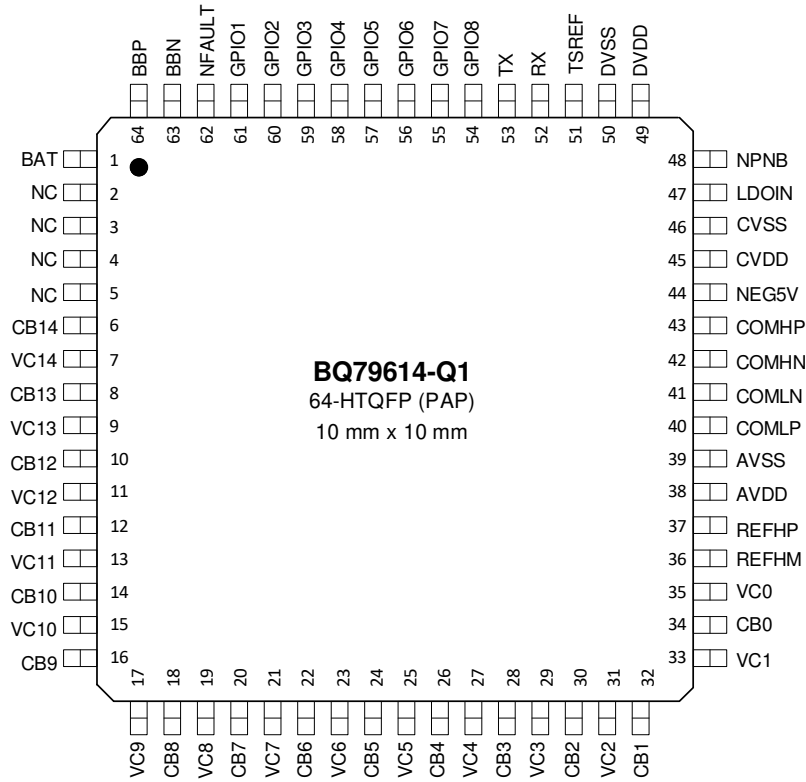 BBP
BBN
NFAULT
GPIO1
GPIO2
GPIO3
GPIO4
GPIO5
GPIO6
GPIO7
GPIO8
TX
RX
TSREF
DVSS
DVDD
64 63 62 61 60 59 58 57 56 55 54 53 52 51 50 49
BAT 1 48 NPNB
NC 2 47 LDOIN
NC 3 46 CVSS
NC 4 45 CVDD
NC 5 44 NEG5V
CB14 6 43 COMHP
VC14 7 42 COMHN
CB13 8 41 COMLN
VC13 9 40 COMLP
CB12 10 39 AVSS
VC12 11 38 AVDD
CB11 12 37 REFHP
VC11 13 36 REFHM
CB10 14 35 VC0
VC10 15 34 CB0
CB9 16 33 VC1
BQ79614-Q1
64-HTQFP (PAP)
10 mm x 10 mm
17 18 19 20 21 22 23 24 25 26 27 28 29 30 31 32
VC9
CB8
VC8
CB7
VC7
CB6
VC6
CB5
VC5
CB4
VC4
CB3
VC3
CB2
VC2
CB1